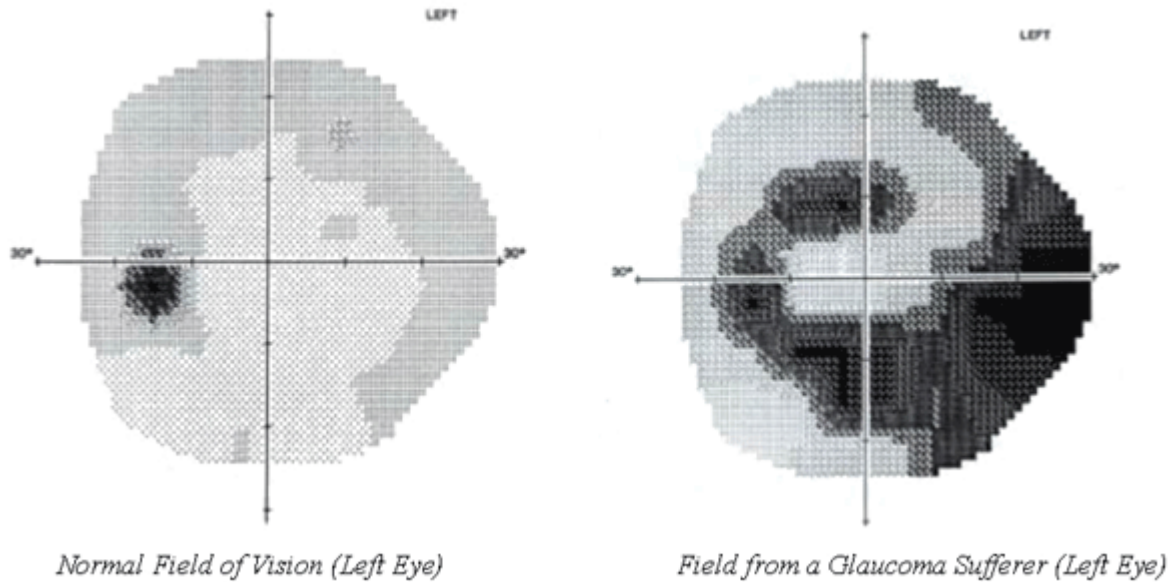 LEFT
LEFT
30°
30°
30°
30°
Normal Field of Vision (Left Eye)
Field from a Glaucoma Sufferer (Left Eye)